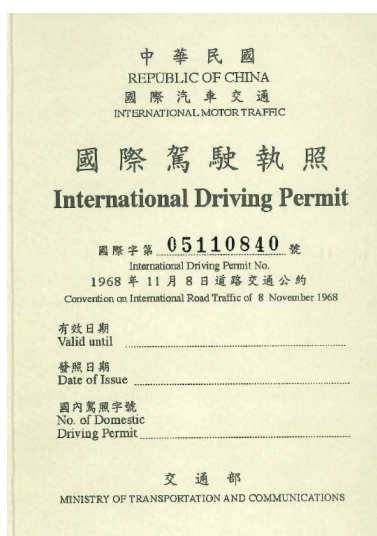 中華民國
REPUBLIC OF CHINA
國際汽車交通
INTERNATIONAL MOTOR TRAFFIC
國際駕駛執照
International Driving Permit
國際字第 05110840 號
International Driving Permit No.
1968 年 11 月 8 日道路交通公約
Convention on International Road Traffic of 8 November 1968
有效日期
Valid until
發照日期
Date of Issue
國內駕照字號
No. of Domestic
Driving Permit
交通部
MINISTRY OF TRANSPORTATION AND COMMUNICATIONS